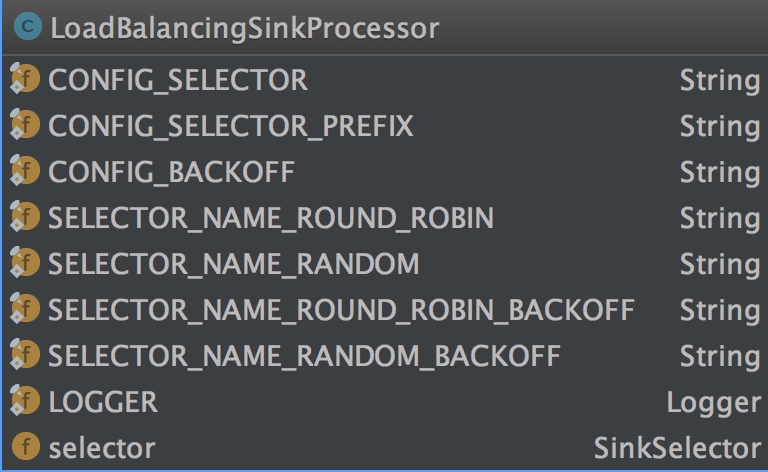 C LoadBalancingSinkProcessor
f CONFIG_SELECTOR String
f CONFIG_SELECTOR_PREFIX String
f CONFIG_BACKOFF String
f SELECTOR_NAME_ROUND_ROBIN String
f SELECTOR_NAME_RANDOM String
f SELECTOR_NAME_ROUND_ROBIN_BACKOFF String
f SELECTOR_NAME_RANDOM_BACKOFF String
f LOGGER Logger
f selector SinkSelector